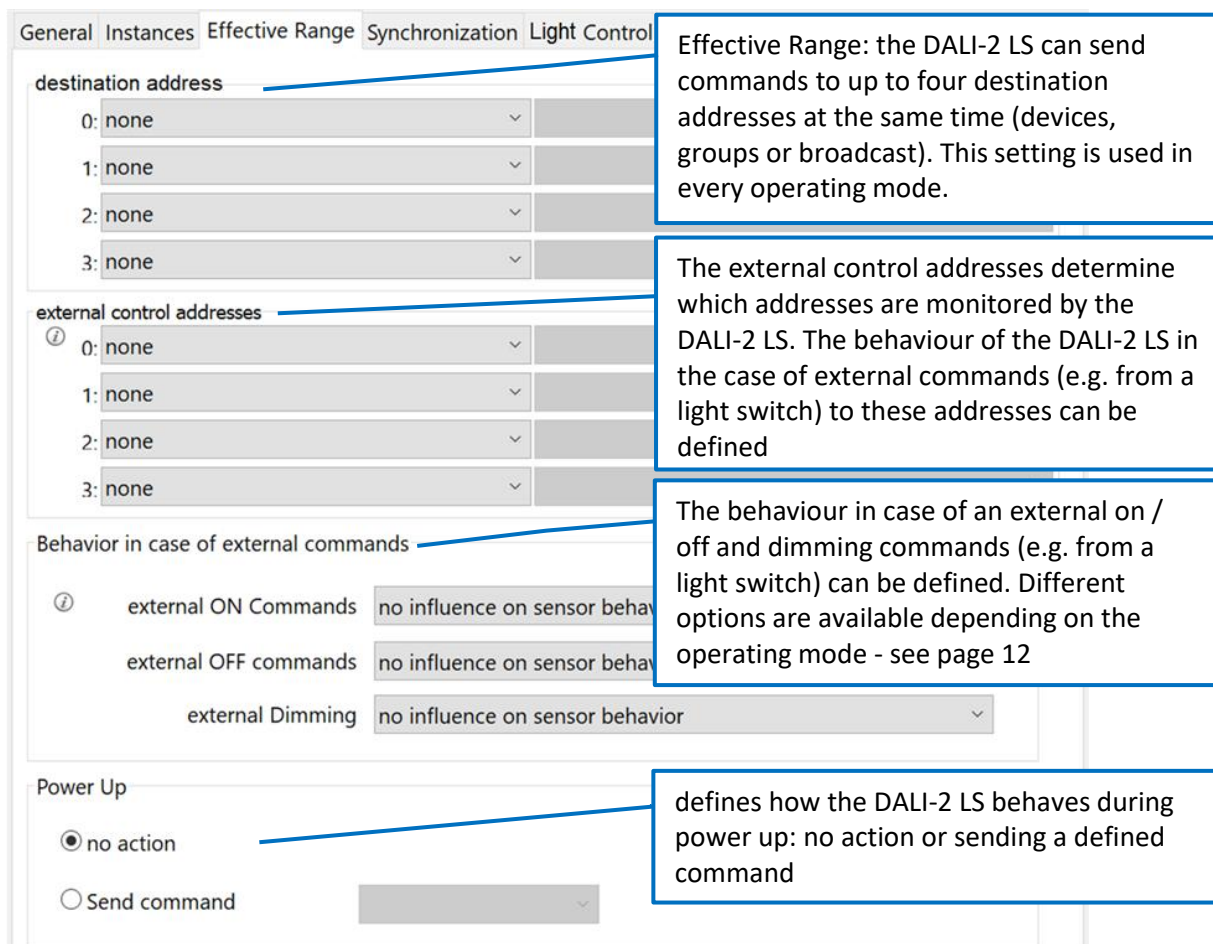 General Instances Effective Range Synchronization Light Control
Effective Range: the DALI-2 LS can send
commands to up to four destination
addresses at the same time (devices,
groups or broadcast). This setting is used in
every operating mode.
destination address
0: none
1: none
2: none
3: none
The external control addresses determine
which addresses are monitored by the
DALI-2 LS. The behaviour of the DALI-2 LS in
the case of external commands (e.g. from a
light switch) to these addresses can be
defined
external control addresses
0: none
1: none
2: none
3: none
The behaviour in case of an external on /
off and dimming commands (e.g. from a
light switch) can be defined. Different
options are available depending on the
operating mode - see page 12
Behavior in case of external commands
external ON Commands no influence on sensor behav
external OFF commands no influence on sensor behav
external Dimming no influence on sensor behavior
Power Up
no action
Send command
defines how the DALI-2 LS behaves during
power up: no action or sending a defined
command